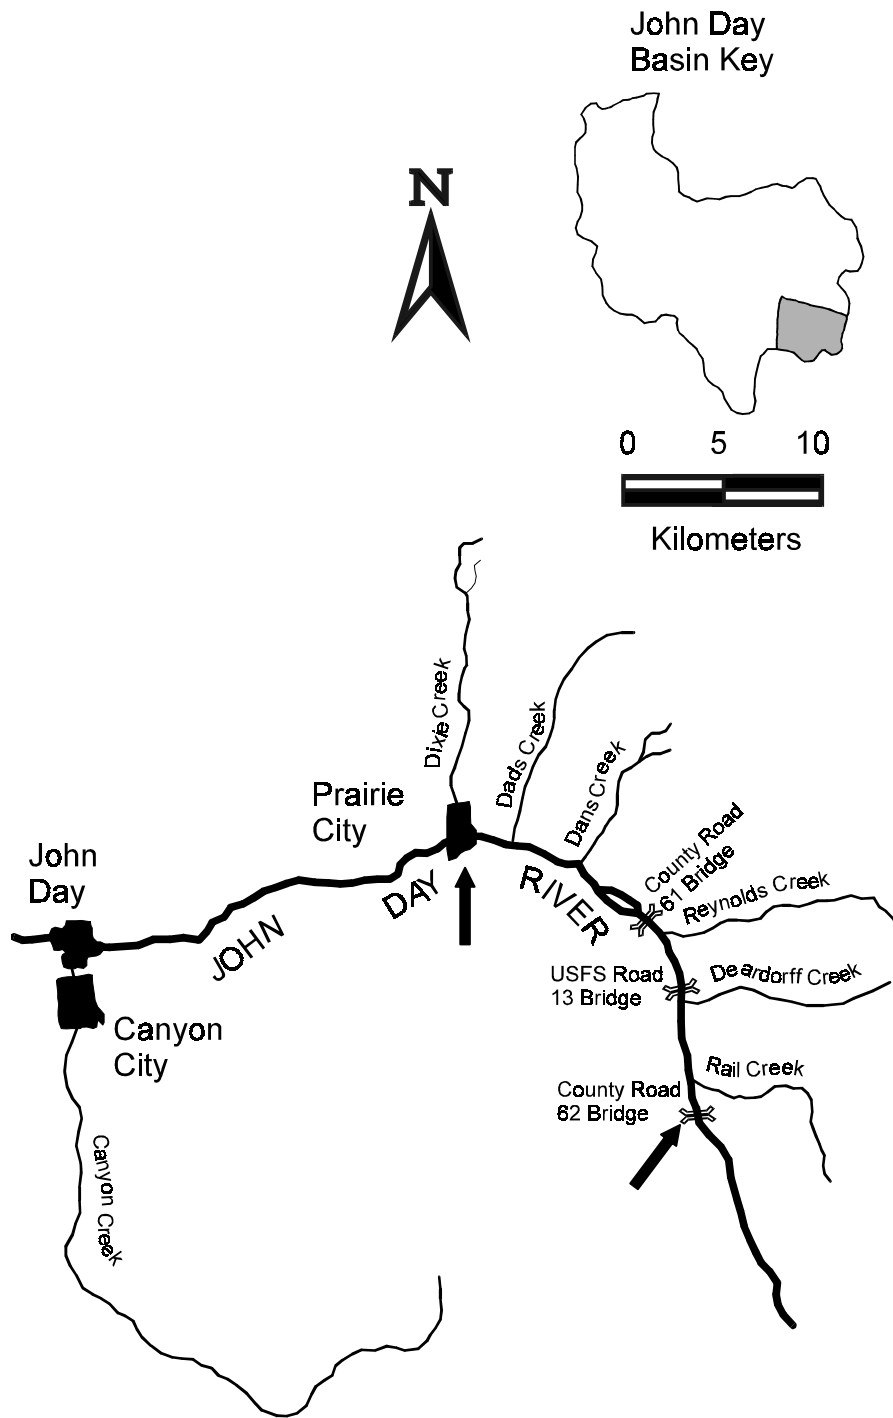 John Day
Basin Key
N
0 5 10
Kilometers
Dixie Creek
Dads Creek
Dans Creek
Prairie
City
County Road
61 Bridge
John
Day
JOHN DAY RIVER
Reynolds Creek
USFS Road
13 Bridge
Deardorff Creek
Canyon
City
Rail Creek
County Road
62 Bridge
Canyon Creek